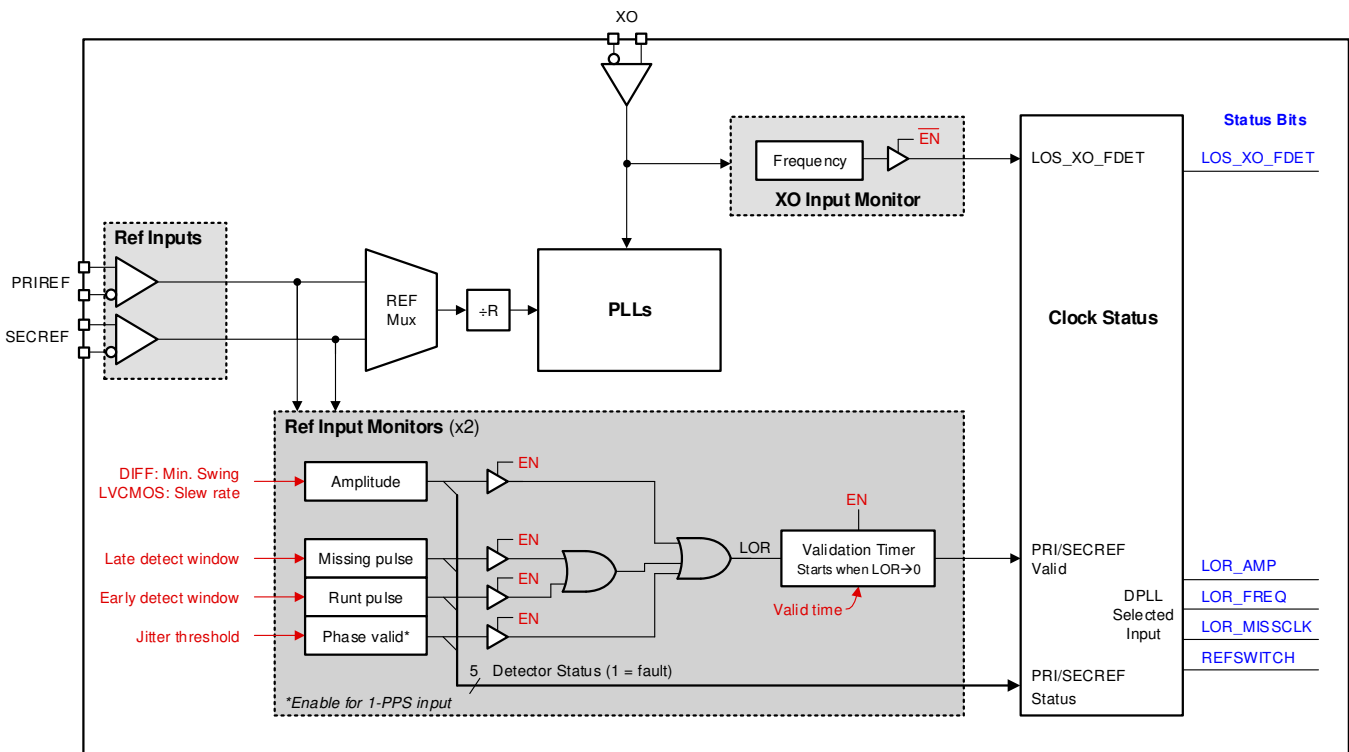 XO
Status Bits
EN
Frequency
LOS_XO_FDET
LOS_XO_FDET
XO Input Monitor
Ref Inputs
PRIREF
SECREF
REF
Mux
÷R
PLLs
Clock Status
Ref Input Monitors (x2)
DIFF: Min. Swing
LVCMOS: Slew rate
Amplitude
EN
Late detect window
Missing pulse
EN
Early detect window
Runt pulse
EN
Jitter threshold
Phase valid*
EN
LOR
EN
Validation Timer
Starts when LOR→0
Valid time
PRI/SECREF
Valid
DPLL
Selected
Input
LOR_AMP
LOR_FREQ
LOR_MISSCLK
REFSWITCH
5 Detector Status (1 = fault)
PRI/SECREF
Status
*Enable for 1-PPS input